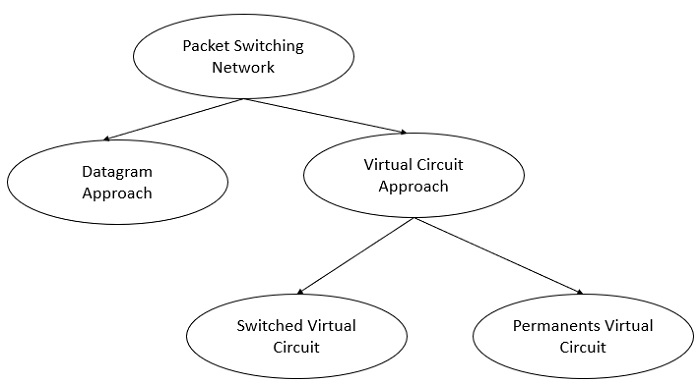 Packet Switching
Network
Datagram
Approach
Virtual Circuit
Approach
Switched Virtual
Circuit
Permanents Virtual
Circuit